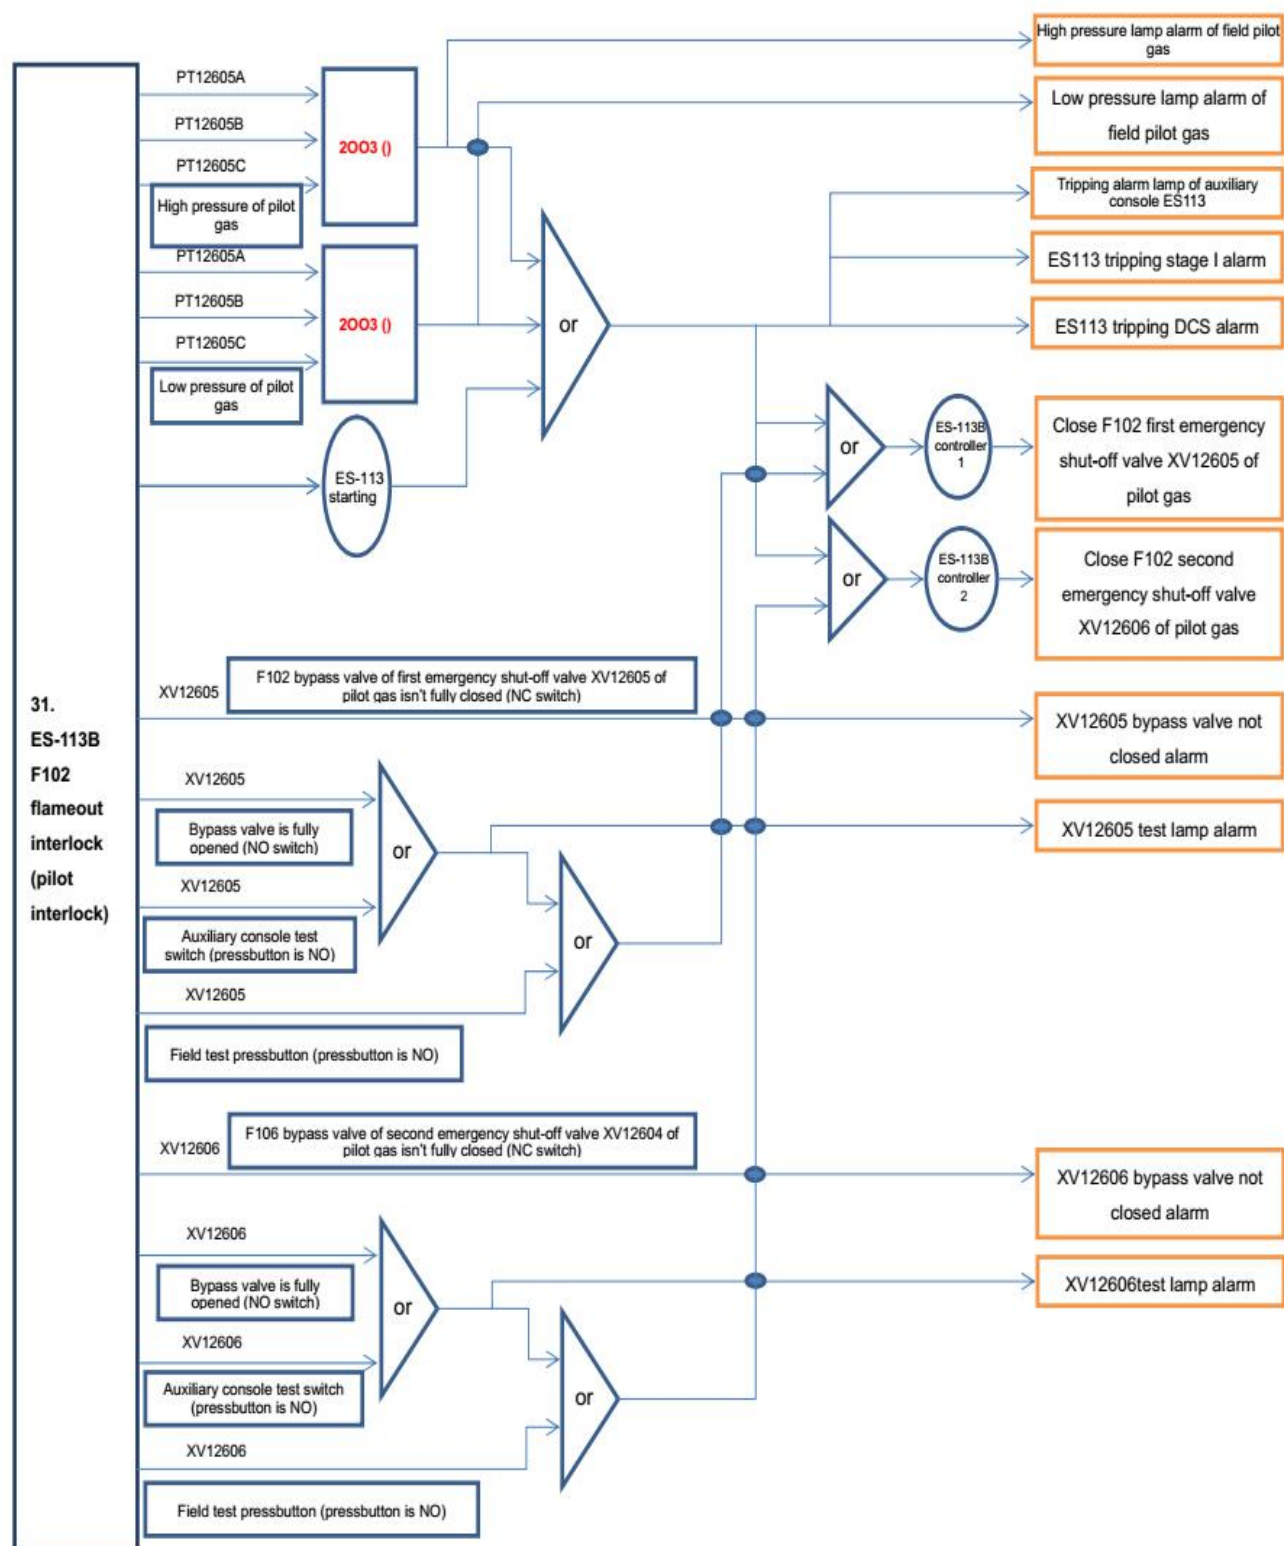 High pressure lamp alarm of field pilot
gas
PT12605A
PT12605B
PT12605C
2OO3 ()
High pressure of pilot
gas
Low pressure lamp alarm of
field pilot gas
Tripping alarm lamp of auxiliary
console ES113
PT12605A
PT12605B
PT12605C
2OO3 ()
Low pressure of pilot
gas
or
ES113 tripping stage I alarm
ES113 tripping DCS alarm
ES-113
starting
or
ES-113B
controller
1
Close F102 first emergency
shut-off valve XV12605 of
pilot gas
or
ES-113B
controller
2
Close F102 second
emergency shut-off valve
XV12606 of pilot gas
31.
ES-113B
F102
flameout
interlock
(pilot
interlock)
XV12605
F102 bypass valve of first emergency shut-off valve XV12605 of
pilot gas isn't fully closed (NC switch)
XV12605 bypass valve not
closed alarm
XV12605
Bypass valve is fully
opened (NO switch)
or
XV12605 test lamp alarm
XV12605
Auxiliary console test
switch (pressbutton is NO)
or
XV12605
Field test pressbutton (pressbutton is NO)
XV12606
F106 bypass valve of second emergency shut-off valve XV12604 of
pilot gas isn't fully closed (NC switch)
XV12606 bypass valve not
closed alarm
XV12606
Bypass valve is fully
opened (NO switch)
or
XV12606test lamp alarm
XV12606
Auxiliary console test switch
(pressbutton is NO)
or
XV12606
Field test pressbutton (pressbutton is NO)